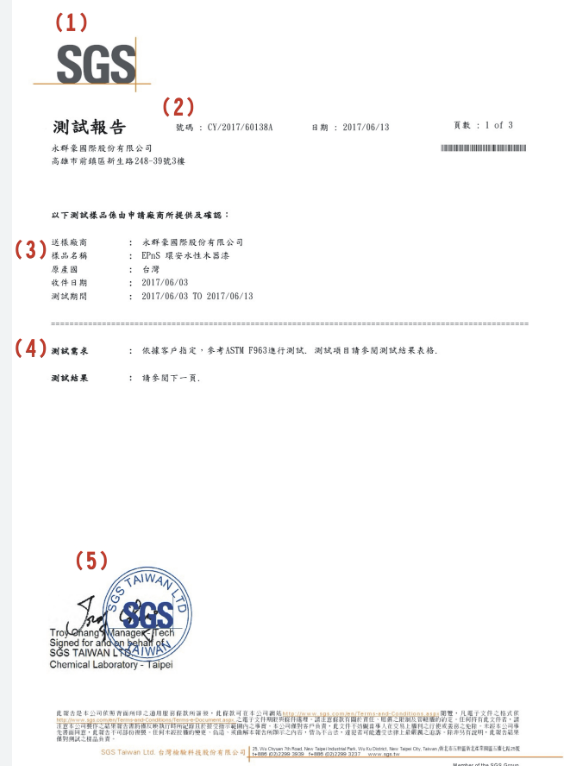 (1)
SGS
(2)
測試報告 號碼 : CY/2017/60138A 日期 : 2017/06/13 頁數 : 1 of 3
永群豪國際股份有限公司
高雄市前鎮區新生路248-39號3樓
以下測試樣品係由申請廠商所提供及確認：
(3) 送樣廠商 : 永群豪國際股份有限公司
樣品名稱 : EPnS 環安水性木器漆
原產國 : 台灣
收件日期 : 2017/06/03
測試期間 : 2017/06/03 TO 2017/06/13
(4) 測試需求 : 依據客戶指定, 參考ASTM F963進行測試. 測試項目請參閱測試結果表格.
測試結果 : 請參閱下一頁.
(5)
SGS TAIWAN LTD
SGS
TAIWAN
Troy Chang Manager - Tech
Signed for and on behalf of
SGS TAIWAN LTD
Chemical Laboratory - Taipei
SGS Taiwan Ltd. 台灣檢驗科技股份有限公司
www.sgs.tw
Member of the SGS Group